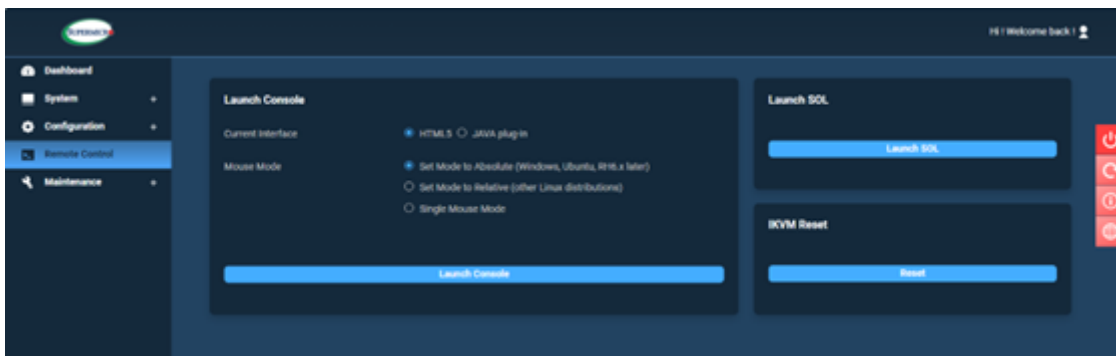 SUPERMICR
Hi ! Welcome back !
Dashboard
System +
Configuration +
Remote Control
Maintenance +
Launch Console
Current Interface
HTML5 JAVA plug-in
Mouse Mode
Set Mode to Absolute (Windows, Ubuntu, RH6.x later)
Set Mode to Relative (other Linux distributions)
Single Mouse Mode
Launch Console
Launch SOL
Launch SOL
IKVM Reset
Reset